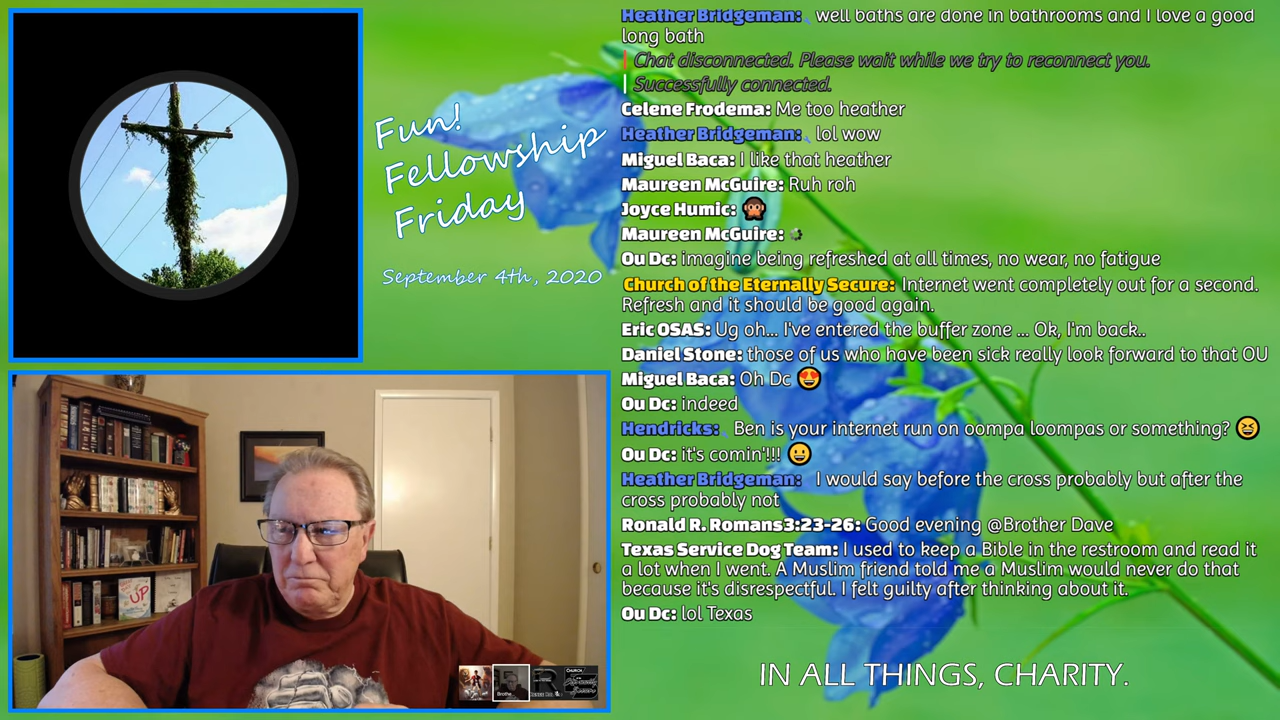 Fun!
Fellowship
Friday
September 4th, 2020
Heather Bridgeman: well baths are done in bathrooms and I love a good
long bath
Chat disconnected. Please wait while we try to reconnect you.
Successfully connected.
Celene Frodema: Me too heather
Heather Bridgeman: lol wow
Miguel Baca: I like that heather
Maureen McGuire: Ruh roh
Joyce Humic: 🙊
Maureen McGuire:
Ou Dc: imagine being refreshed at all times, no wear, no fatigue
Church of the Eternally Secure: Internet went completely out for a second.
Refresh and it should be good again.
Eric OSAS: Ug oh... I've entered the buffer zone ... Ok, I'm back..
Daniel Stone: those of us who have been sick really look forward to that OU
Miguel Baca: Oh Dc 😍
Ou Dc: indeed
Hendricks: Ben is your internet run on oompa loompas or something? 😆
Ou Dc: it's comin'!!! 😀
Heather Bridgeman: I would say before the cross probably but after the
cross probably not
Ronald R. Romans3:23-26: Good evening @Brother Dave
Texas Service Dog Team: I used to keep a Bible in the restroom and read it
a lot when I went. A Muslim friend told me a Muslim would never do that
because it's disrespectful. I felt guilty after thinking about it.
Ou Dc: lol Texas
IN ALL THINGS, CHARITY.
UP
Brothe...